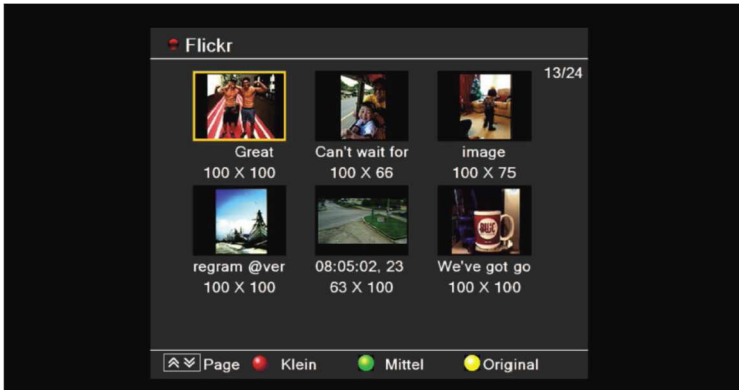 Flickr
13/24
Great
Can't wait for
image
100 X 100
100 X 66
100 X 75
regram @ver
08:05:02, 23
We've got go
100 X 100
63 X 100
100 X 100
Page
Klein
Mittel
Original